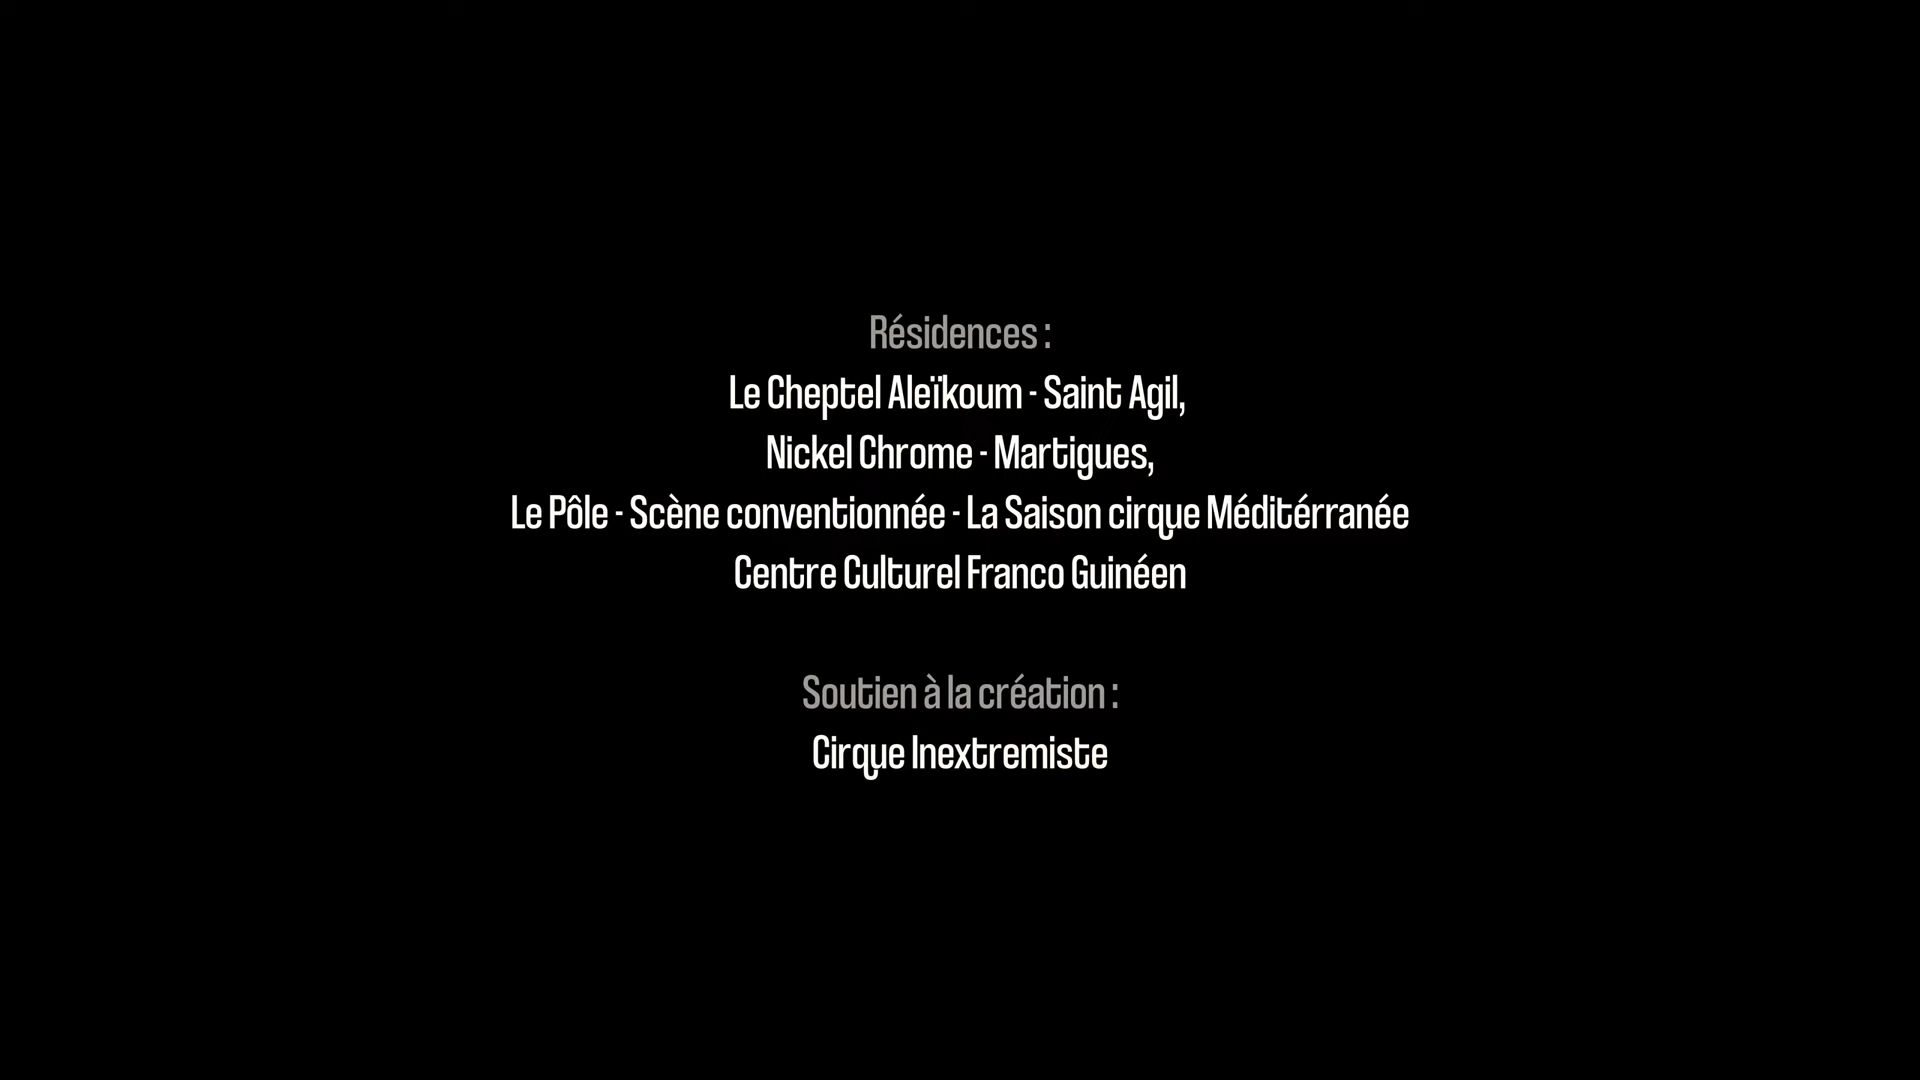 Résidences :
Le Cheptel Aleïkoum - Saint Agil,
Nickel Chrome - Martigues,
Le Pôle - Scène conventionnée - La Saison cirque Méditérranée
Centre Culturel Franco Guinéen
Soutien à la création :
Cirque Inextremiste